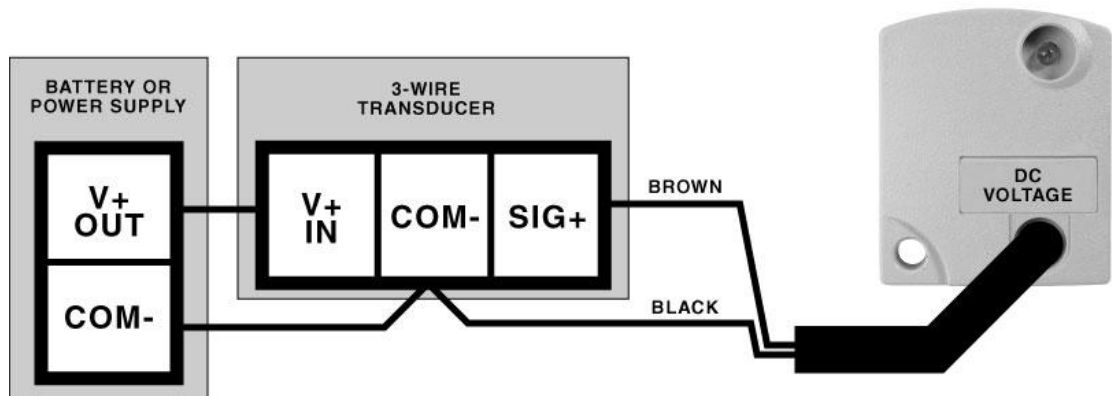 BATTERY OR
POWER SUPPLY
V+
OUT
COM-
3-WIRE
TRANSDUCER
V+
IN
COM-
SIG+
BROWN
BLACK
DC
VOLTAGE